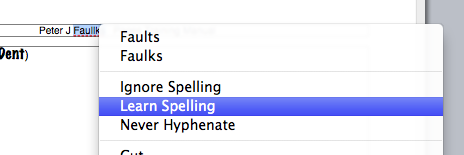 Peter J Faulk
Faults
Dent)
Faulks
Ignore Spelling
Learn Spelling
Never Hyphenate
Cut